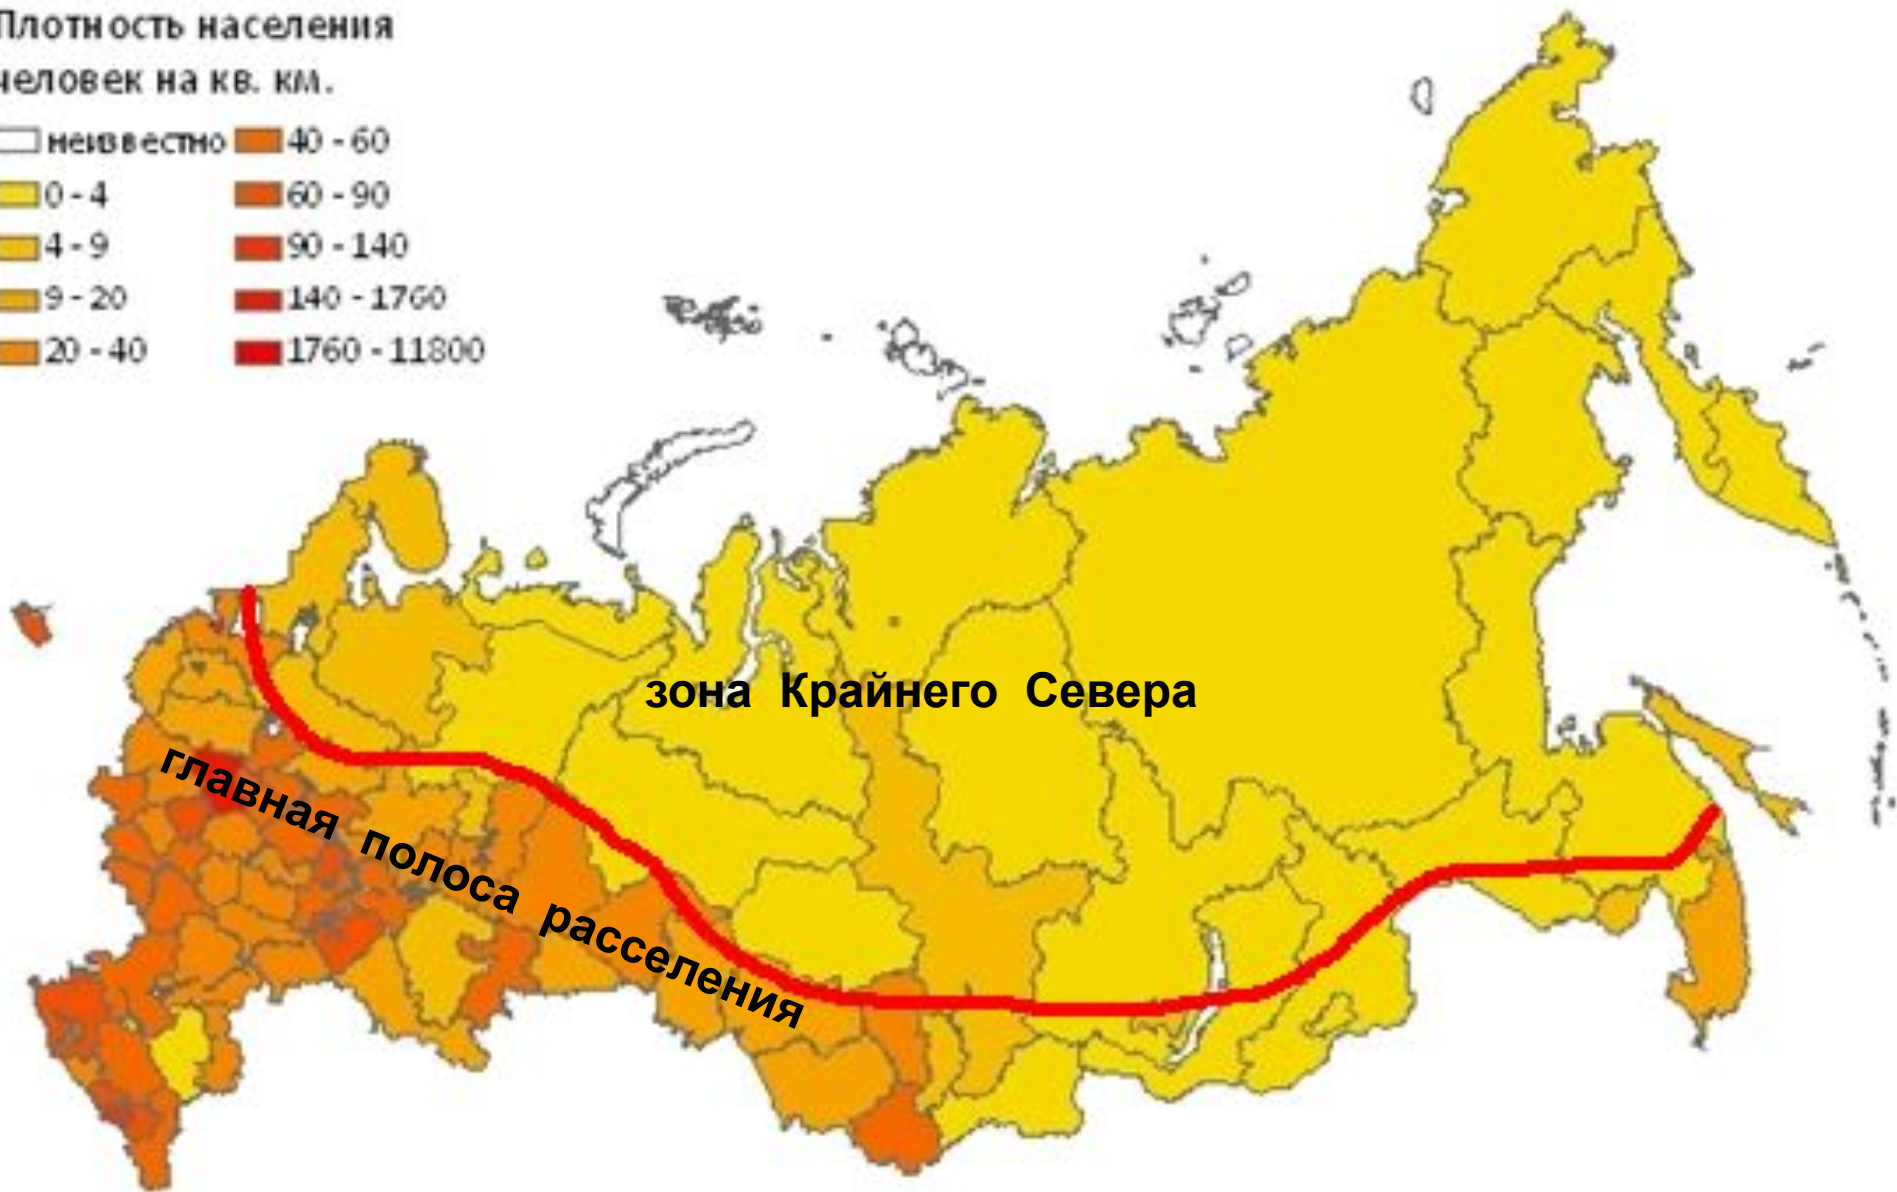 Плотность населения
человек на кв. км.
неизвестно
0 - 4
4 - 9
9 - 20
20 - 40
40 - 60
60 - 90
90 - 140
140 - 1760
1760 - 11800
зона Крайнего Севера
главная полоса расселения